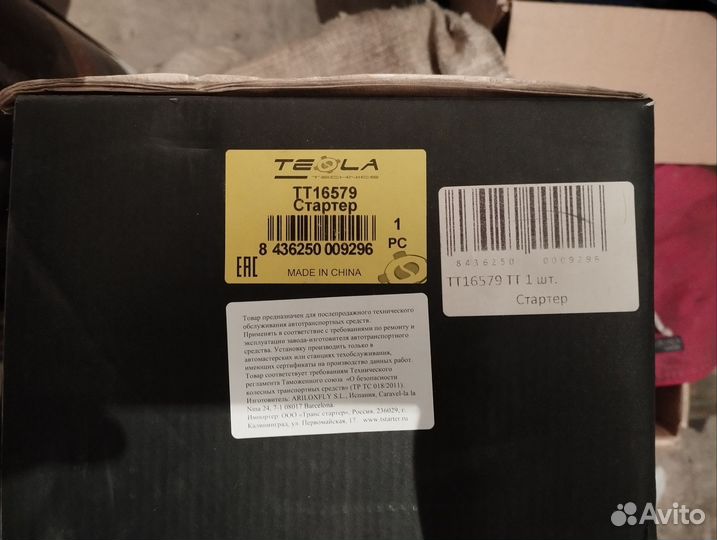 TESLA
TECHNICS
TT16579
Стартер
8 436250 009296
1
PC
EAC
MADE IN CHINA
8436250 0009296
TT16579 TT 1 шт.
Стартер
Товар предназначен для послепродажного технического
обслуживания автотранспортных средств.
Применять в соответствие с требованиями по ремонту и
эксплуатации завода-изготовителя автотранспортного
средства. Установку производить только в
автомастерских или станциях техобслуживания,
имеющих сертификаты на производство данных работ.
Товар соответствует требованиям Технического
регламента Таможенного союза «О безопасности
колесных транспортных средств» (ТР ТС 018/2011).
Изготовитель: ARILONFLY S.L., Испания, Caravel-la la
Nina 24, 7-1 08017 Barcelona.
Импортер ООО «Транс стартер», Россия, 236029, г.
Калининград, ул. Первомайская, 17. www.tstarter.ru
Avito